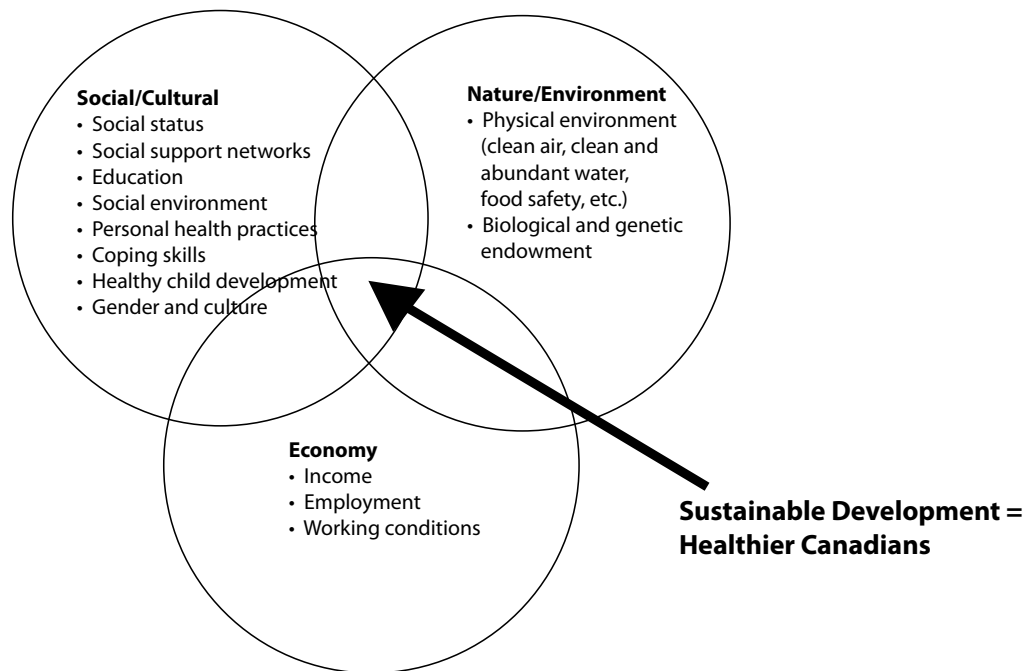 Social/Cultural
• Social status
• Social support networks
• Education
• Social environment
• Personal health practices
• Coping skills
• Healthy child development
• Gender and culture
Nature/Environment
• Physical environment
(clean air, clean and
abundant water,
food safety, etc.)
• Biological and genetic
endowment
Economy
• Income
• Employment
• Working conditions
Sustainable Development =
Healthier Canadians